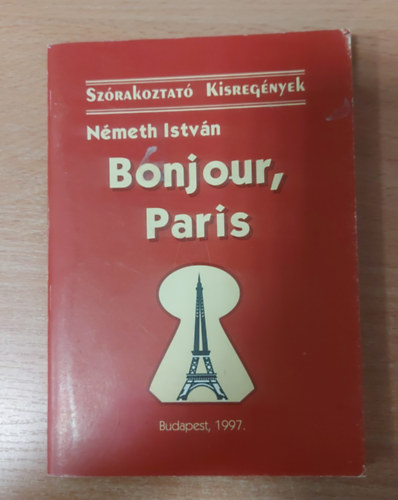 Szórakoztató Kisregények
Németh István
Bonjour,
Paris
Budapest, 1997.